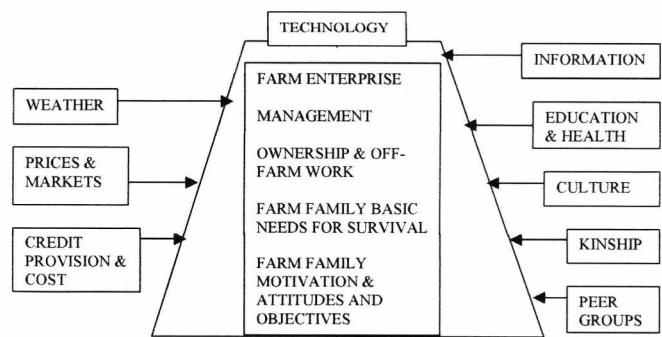 TECHNOLOGY
WEATHER
PRICES &
MARKETS
CREDIT
PROVISION &
COST
FARM ENTERPRISE
MANAGEMENT
OWNERSHIP & OFF-
FARM WORK
FARM FAMILY BASIC
NEEDS FOR SURVIVAL
FARM FAMILY
MOTIVATION &
ATTITUDES AND
OBJECTIVES
INFORMATION
EDUCATION
& HEALTH
CULTURE
KINSHIP
PEER
GROUPS